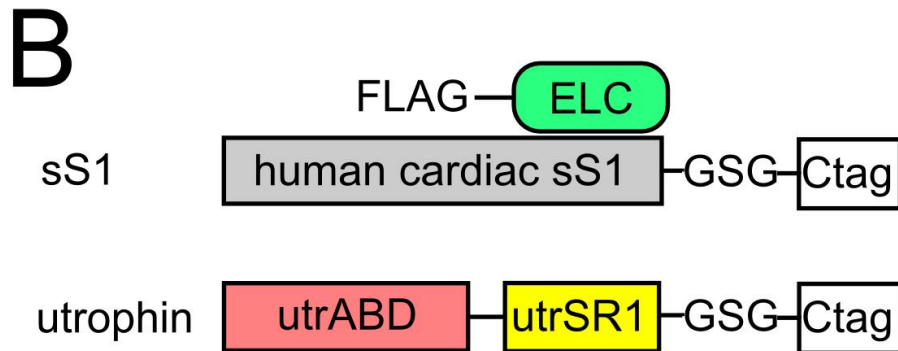 B
FLAG ELC
sS1 human cardiac sS1 GSG Ctag
utrophin utrABD utrSR1 GSG Ctag